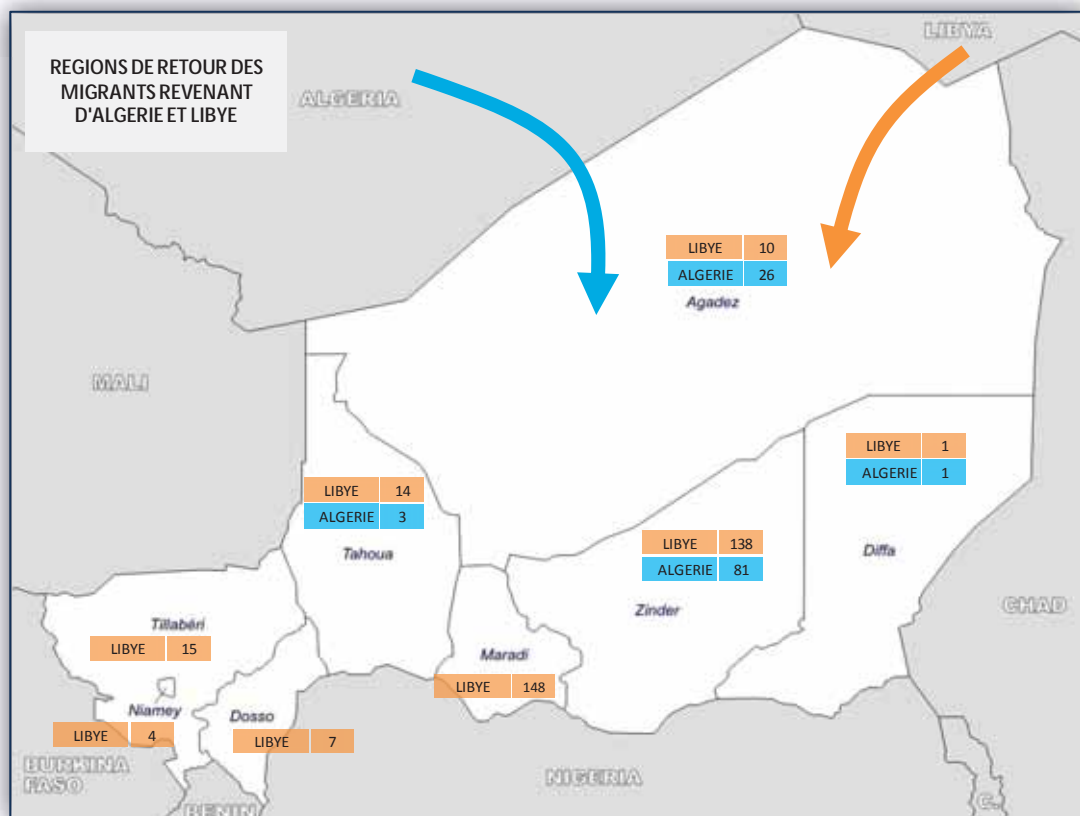 REGIONS DE RETOUR DES
MIGRANTS REVENANT
D'ALGERIE ET LIBYE
LIBYA
ALGERIA
LIBYE 10
ALGERIE 26
Agadez
MALI
LIBYE 1
ALGERIE 1
Diffa
LIBYE 14
ALGERIE 3
Tahoua
LIBYE 138
ALGERIE 81
Zinder
CHAD
Tillabéri
LIBYE 15
Maradi
LIBYE 148
Niamey
LIBYE 4
Dosso
LIBYE 7
BURKINA
FASO
NIGERIA
BENIN
C.